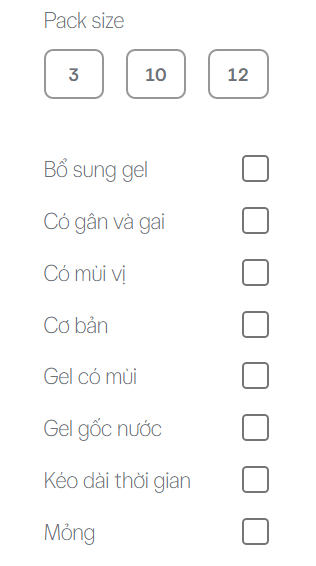 Pack size
3 10 12
Bổ sung gel
Có gân và gai
Có mùi vị
Cơ bản
Gel có mùi
Gel gốc nước
Kéo dài thời gian
Mỏng